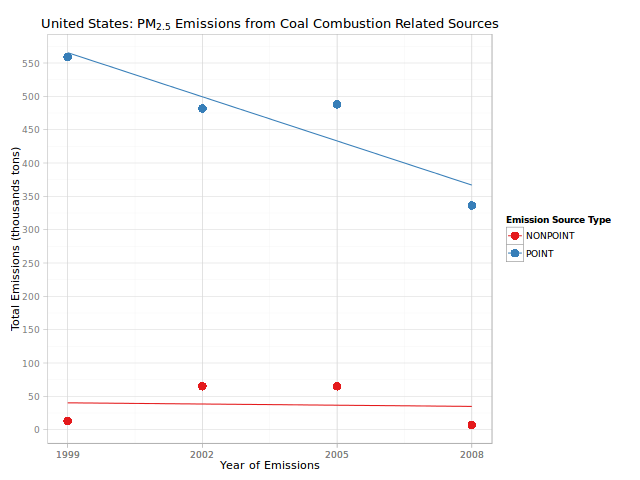 United States: PM2.5 Emissions from Coal Combustion Related Sources
Total Emissions (thousands tons)
550
500
450
400
350
300
250
200
150
100
50
0
1999 2002 2005 2008
Year of Emissions
Emission Source Type
NONPOINT
POINT